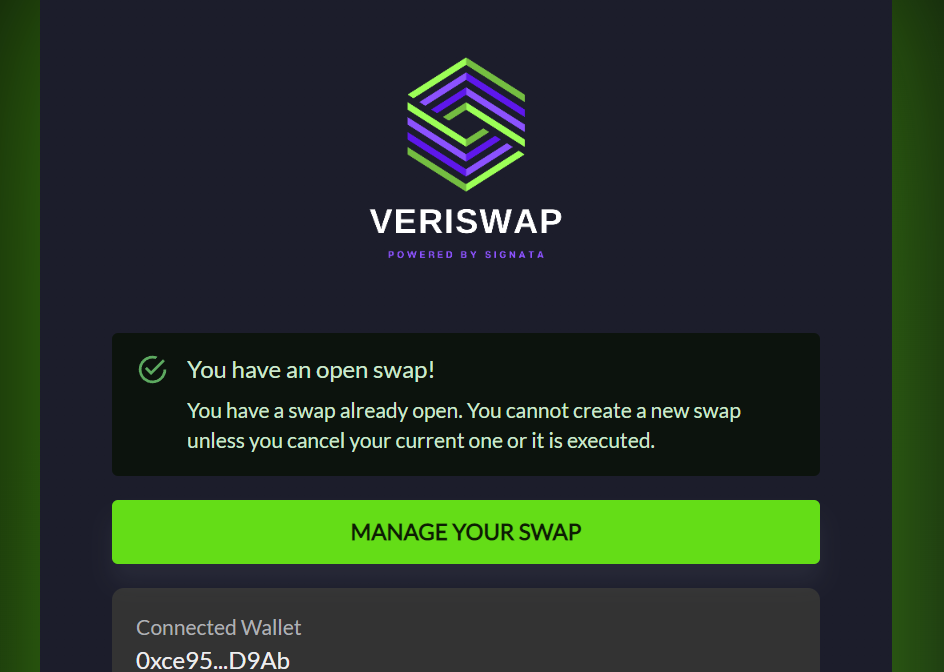 VERISWAP
POWERED BY SIGNATA
You have an open swap!
You have a swap already open. You cannot create a new swap
unless you cancel your current one or it is executed.
MANAGE YOUR SWAP
Connected Wallet
0xce95...D9Ab